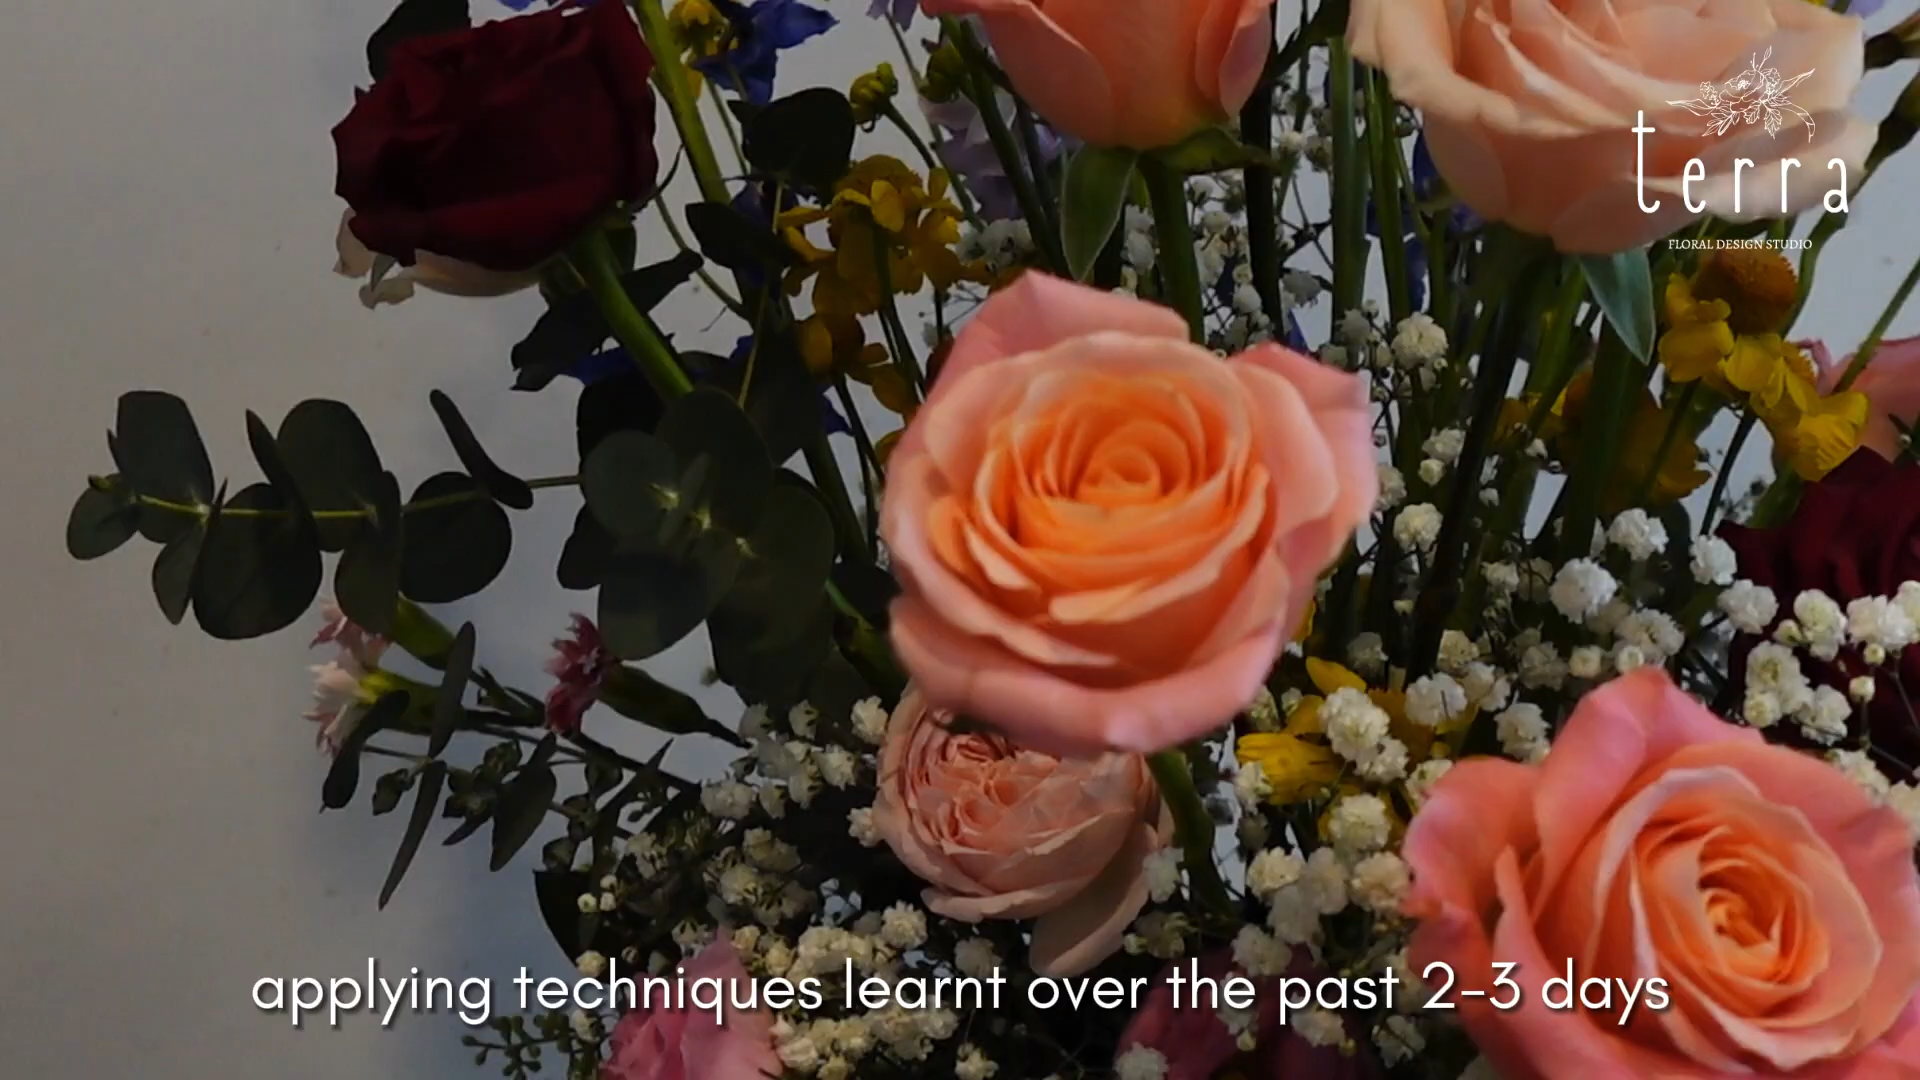 terra
FLORAL DESIGN STUDIO
applying techniques learnt over the past 2-3 days